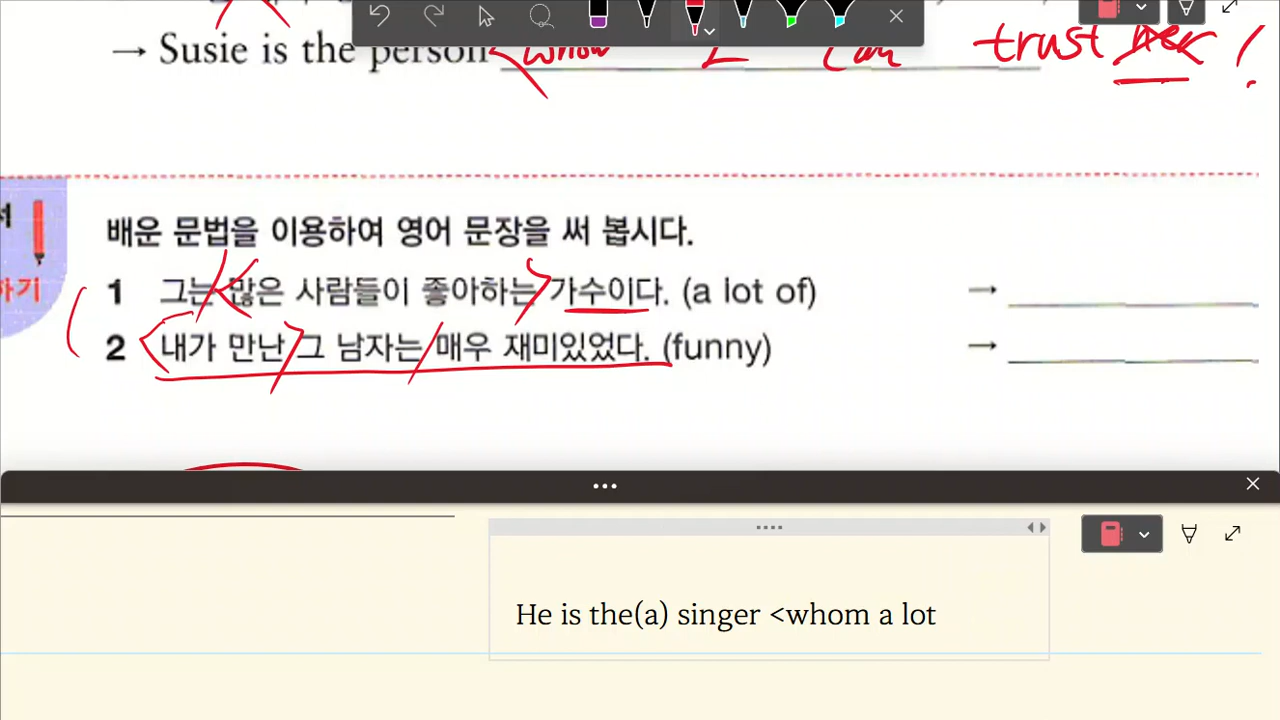 → Susie is the person <whom I can trust her !
배운 문법을 이용하여 영어 문장을 써 봅시다.
하기
1 그는 많은 사람들이 좋아하는 가수이다. (a lot of) →
2 내가 만난 그 남자는 매우 재미있었다. (funny) →
He is the(a) singer <whom a lot